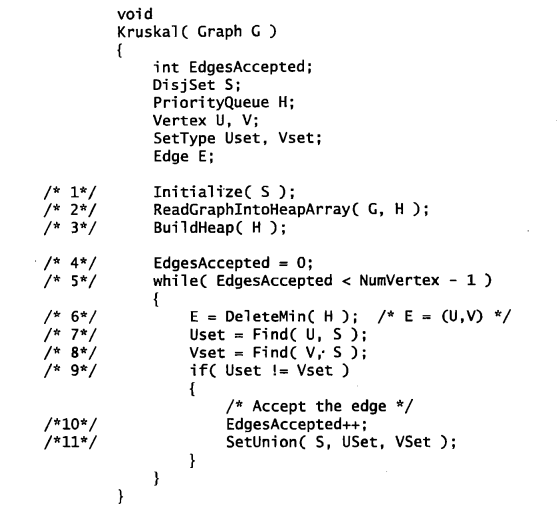 void
Kruskal( Graph G )
{
int EdgesAccepted;
DisjSet S;
PriorityQueue H;
Vertex U, V;
SetType Uset, Vset;
Edge E;
/* 1*/ Initialize( S );
/* 2*/ ReadGraphIntoHeapArray( G, H );
/* 3*/ BuildHeap( H );
/* 4*/ EdgesAccepted = 0;
/* 5*/ while( EdgesAccepted < NumVertex - 1 )
{
/* 6*/ E = DeleteMin( H ); /* E = (U,V) */
/* 7*/ Uset = Find( U, S );
/* 8*/ Vset = Find( V, S );
/* 9*/ if( Uset != Vset )
{
/* Accept the edge */
/*10*/ EdgesAccepted++;
/*11*/ SetUnion( S, USet, VSet );
}
}
}